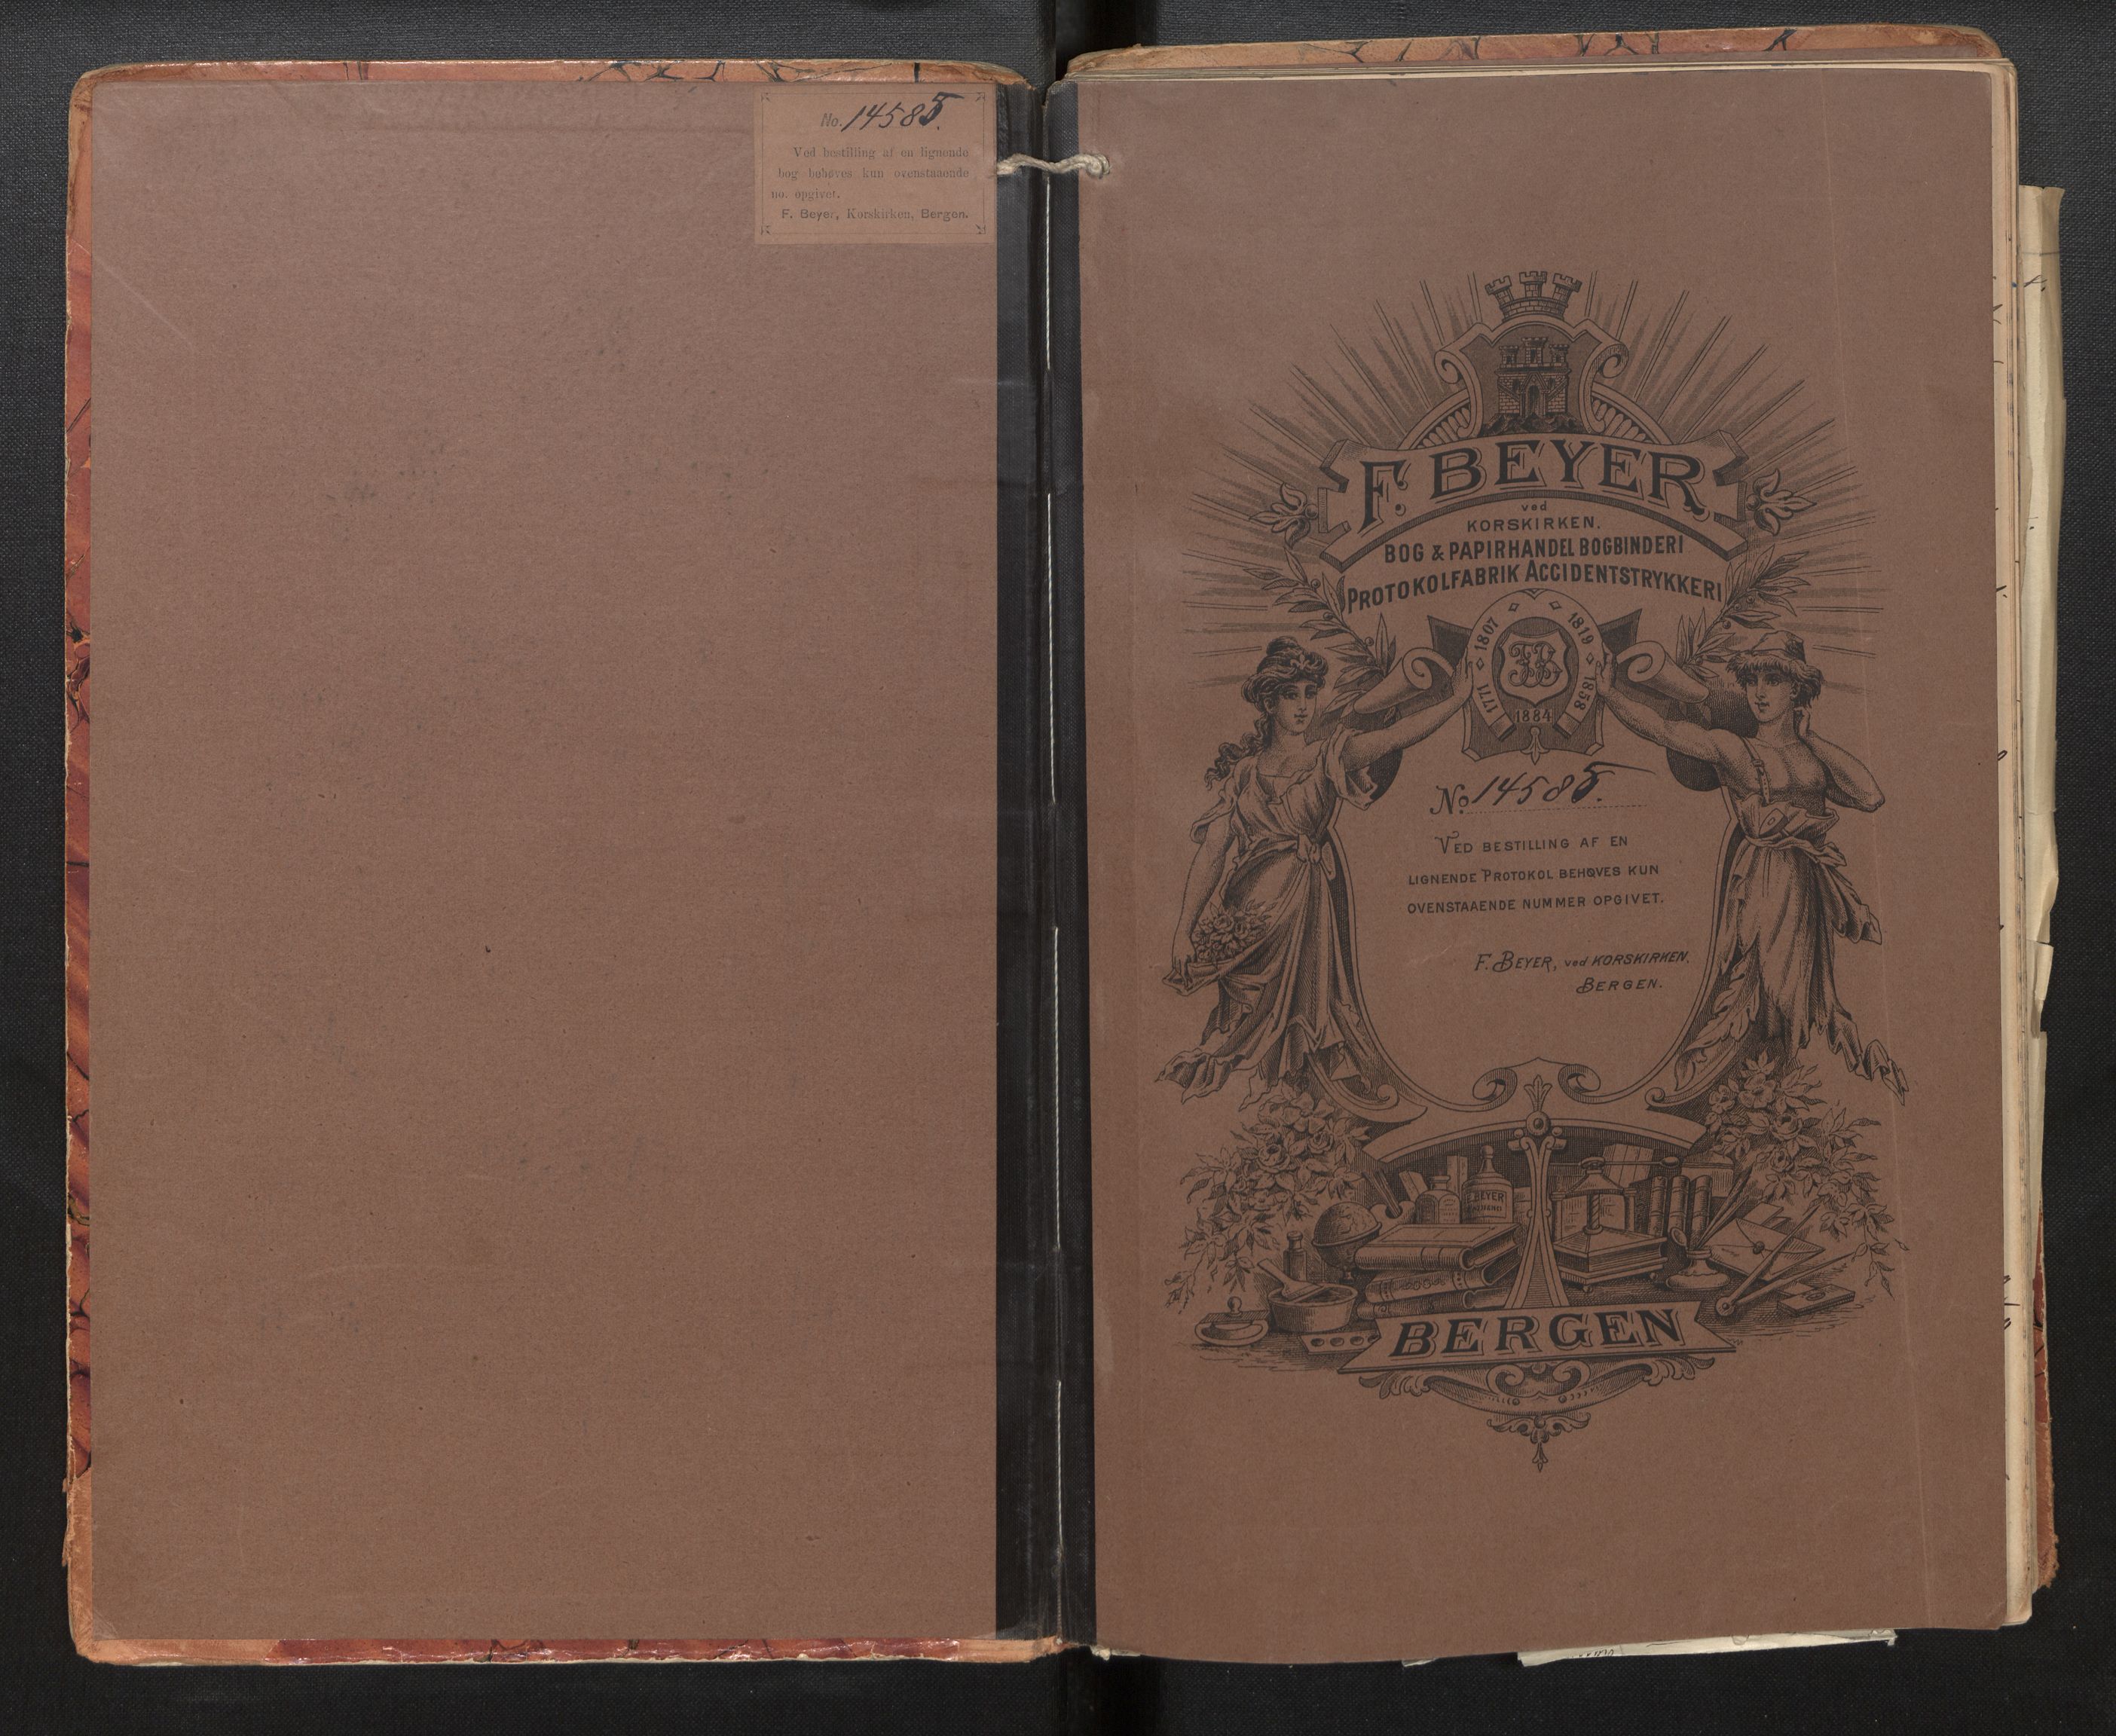 No. 14585.
Ved bestilling af en lignende
bog behøves kun ovenstaaende
no. opgivet.
F. Beyer, Korskirken, Bergen.
F. BEYER
ved
KORSKIRKEN.
BOG & PAPIRHANDEL BOGBINDERI
PROTOKOLFABRIK ACCIDENTSTRYKKERI
1771 1807 1819 1858
FB
1884
No 14585.
VED BESTILLING AF EN
LIGNENDE PROTOKOL BEHØVES KUN
OVENSTAAENDE NUMMER OPGIVET.
F. BEYER, ved KORSKIRKEN,
BERGEN.
BEYER
BERGEN